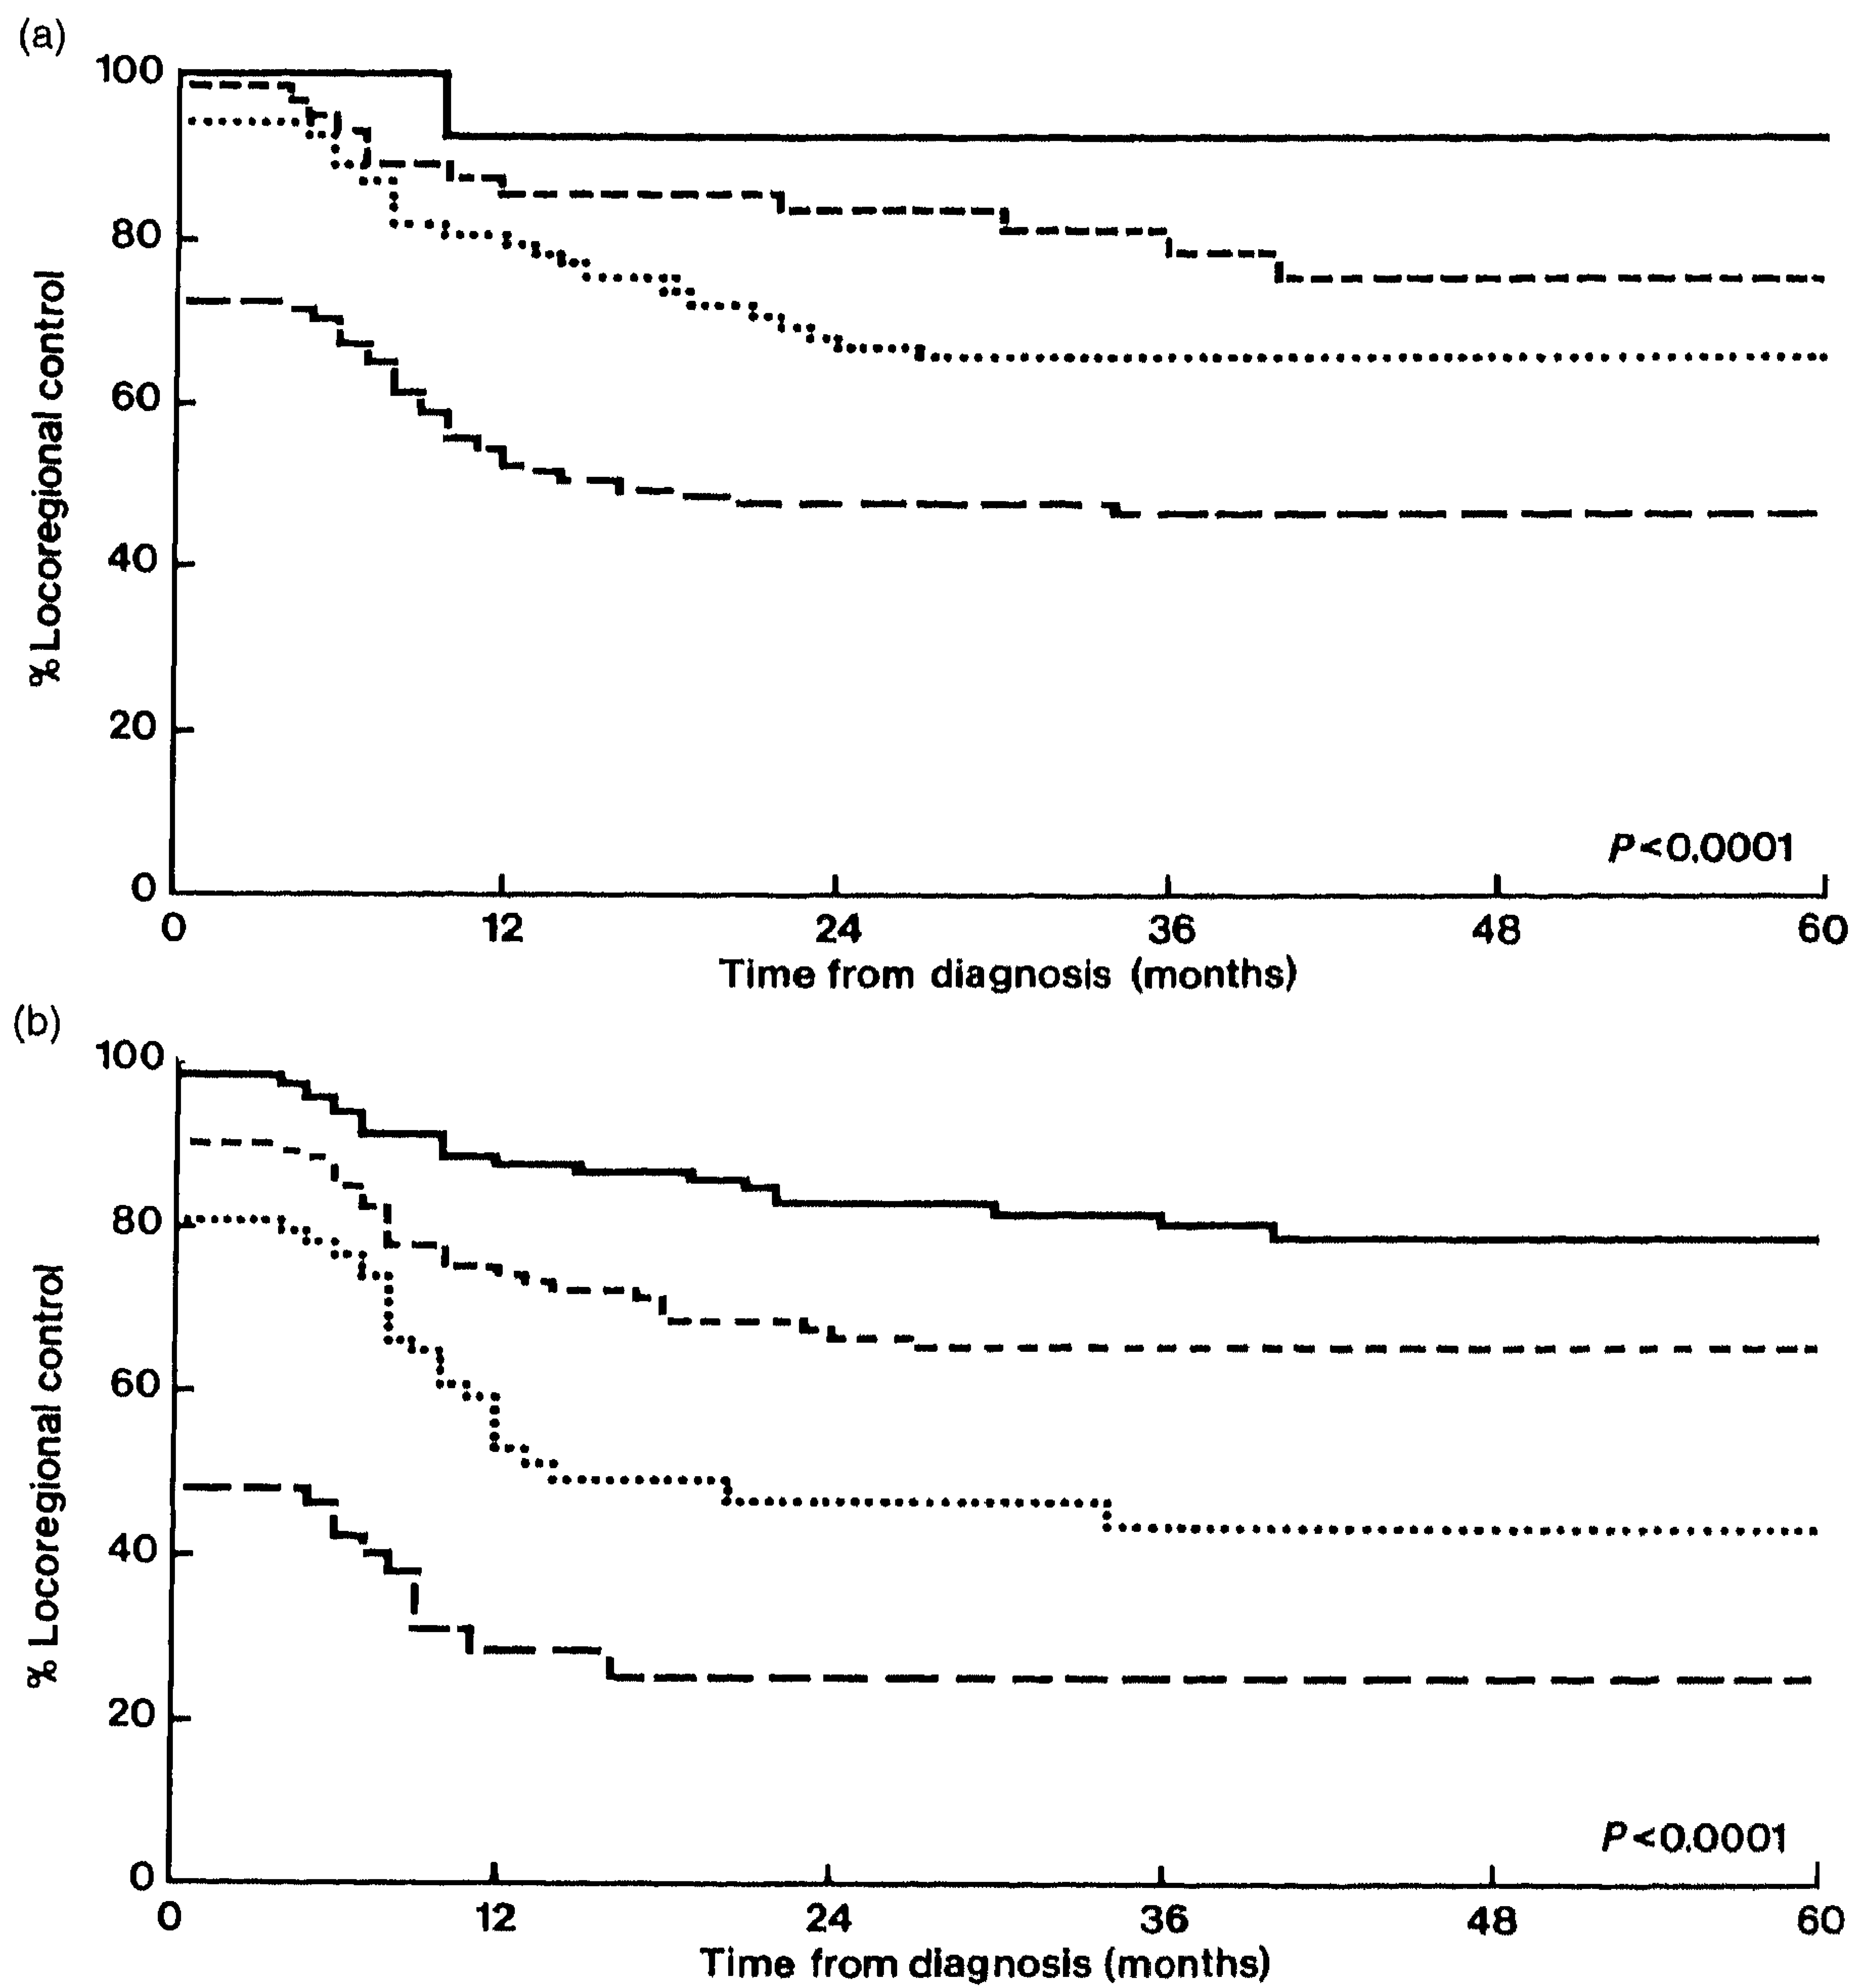 (a)
100
80
60
40
20
0
% Locoregional control
P<0.0001
0 12 24 36 48 60
Time from diagnosis (months)
(b)
100
80
60
40
20
0
% Locoregional control
P<0.0001
0 12 24 36 48 60
Time from diagnosis (months)